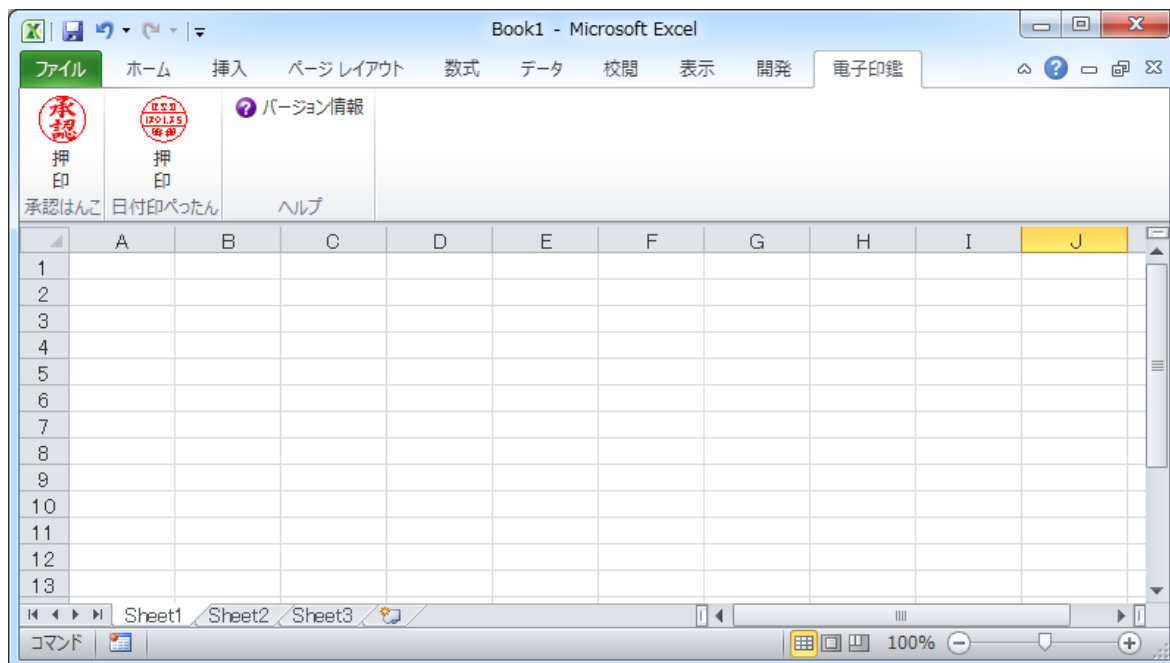 Book1 - Microsoft Excel
ファイル ホーム 挿入 ページ レイアウト 数式 データ 校閲 表示 開発 電子印鑑
承認
バージョン情報
押印 押印
承認はんこ 日付印ぺったん ヘルプ
A B C D E F G H I J
1
2
3
4
5
6
7
8
9
10
11
12
13
Sheet1 Sheet2 Sheet3
コマンド 100%